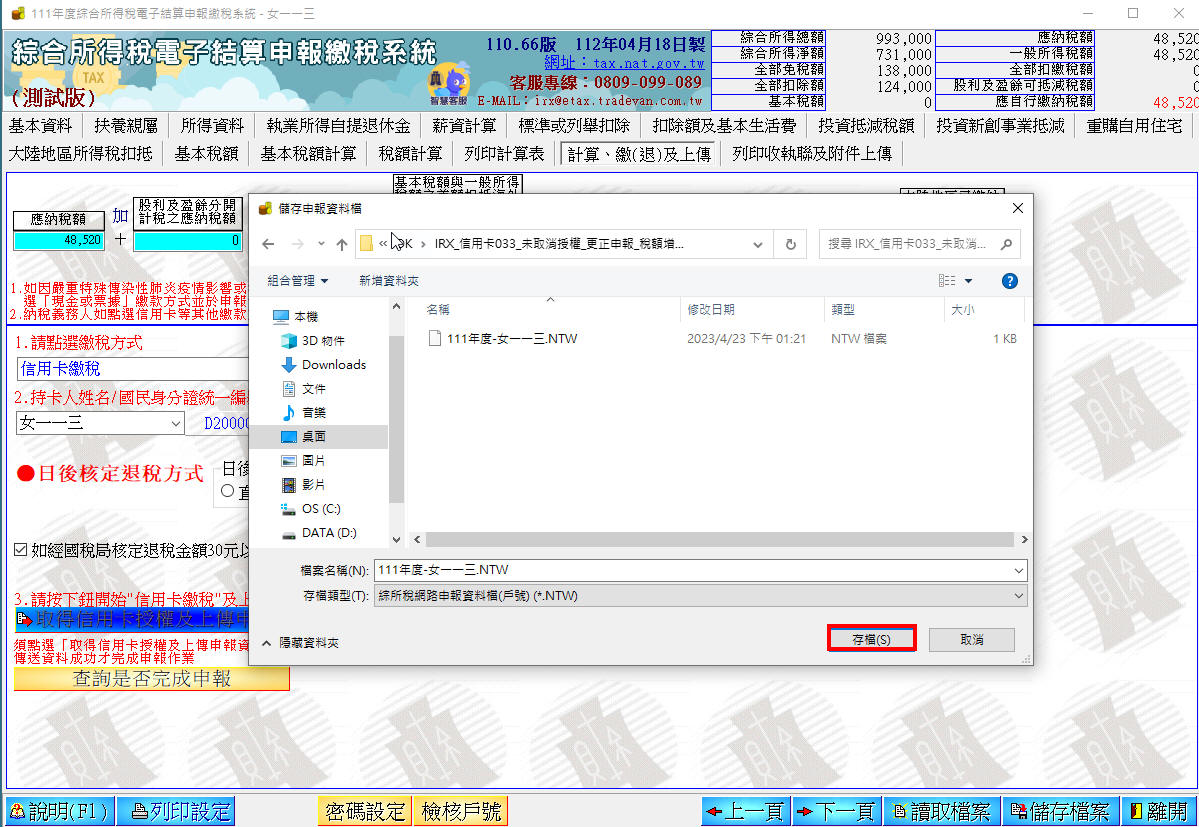 111年度綜合所得稅電子結算申報繳稅系統 - 女一一三
綜合所得稅電子結算申報繳稅系統
(測試版)
TAX
110.66版 112年04月18日製
網址：tax.nat.gov.tw
客服專線：0809-099-089
E-MAIL：irx@etax.tradevan.com.tw
智慧客服
綜合所得總額 993,000 應納稅額 48,520
綜合所得淨額 731,000 一般所得稅額 48,520
全部免稅額 138,000 全部扣繳稅額 0
全部扣除額 124,000 股利及盈餘可抵減稅額 0
基本稅額 0 應自行繳納稅額 48,520
基本資料 扶養親屬 所得資料 執業所得自提退休金 薪資計算 標準或列舉扣除 扣除額及基本生活費 投資抵減稅額 投資新創事業抵減 重購自用住宅
大陸地區所得稅扣抵 基本稅額 基本稅額計算 稅額計算 列印計算表 計算、繳(退)及上傳 列印收執聯及附件上傳
基本稅額與一般所得
應納稅額 加 股利及盈餘分開
計稅之應納稅額
48,520 + 0
1.如因嚴重特殊傳染性肺炎疫情影響或
選「現金或票據」繳款方式並於申報
2.納稅義務人如點選信用卡等其他繳款
1.請點選繳稅方式
信用卡繳稅
2.持卡人姓名/國民身分證統一編
女一一三 D20000
●日後核定退稅方式 日後
直
如經國稅局核定退稅金額30元以
3.請按下鈕開始"信用卡繳稅"及上
取得信用卡授權及上傳申
須點選「取得信用卡授權及上傳申報資
傳送資料成功才完成申報作業
查詢是否完成申報
儲存申報資料檔
« OK › IRX_信用卡033_未取消授權_更正申報_稅額增...
搜尋 IRX_信用卡033_未取消...
組合管理 新增資料夾
本機
3D 物件
Downloads
文件
音樂
桌面
圖片
影片
OS (C:)
DATA (D:)
名稱 修改日期 類型 大小
111年度-女一一三.NTW 2023/4/23 下午 01:21 NTW 檔案 1 KB
檔案名稱(N): 111年度-女一一三.NTW
存檔類型(T): 綜所稅網路申報資料檔(戶號) (*.NTW)
隱藏資料夾 存檔(S) 取消
說明(F1) 列印設定 密碼設定 檢核戶號 上一頁 下一頁 讀取檔案 儲存檔案 離開